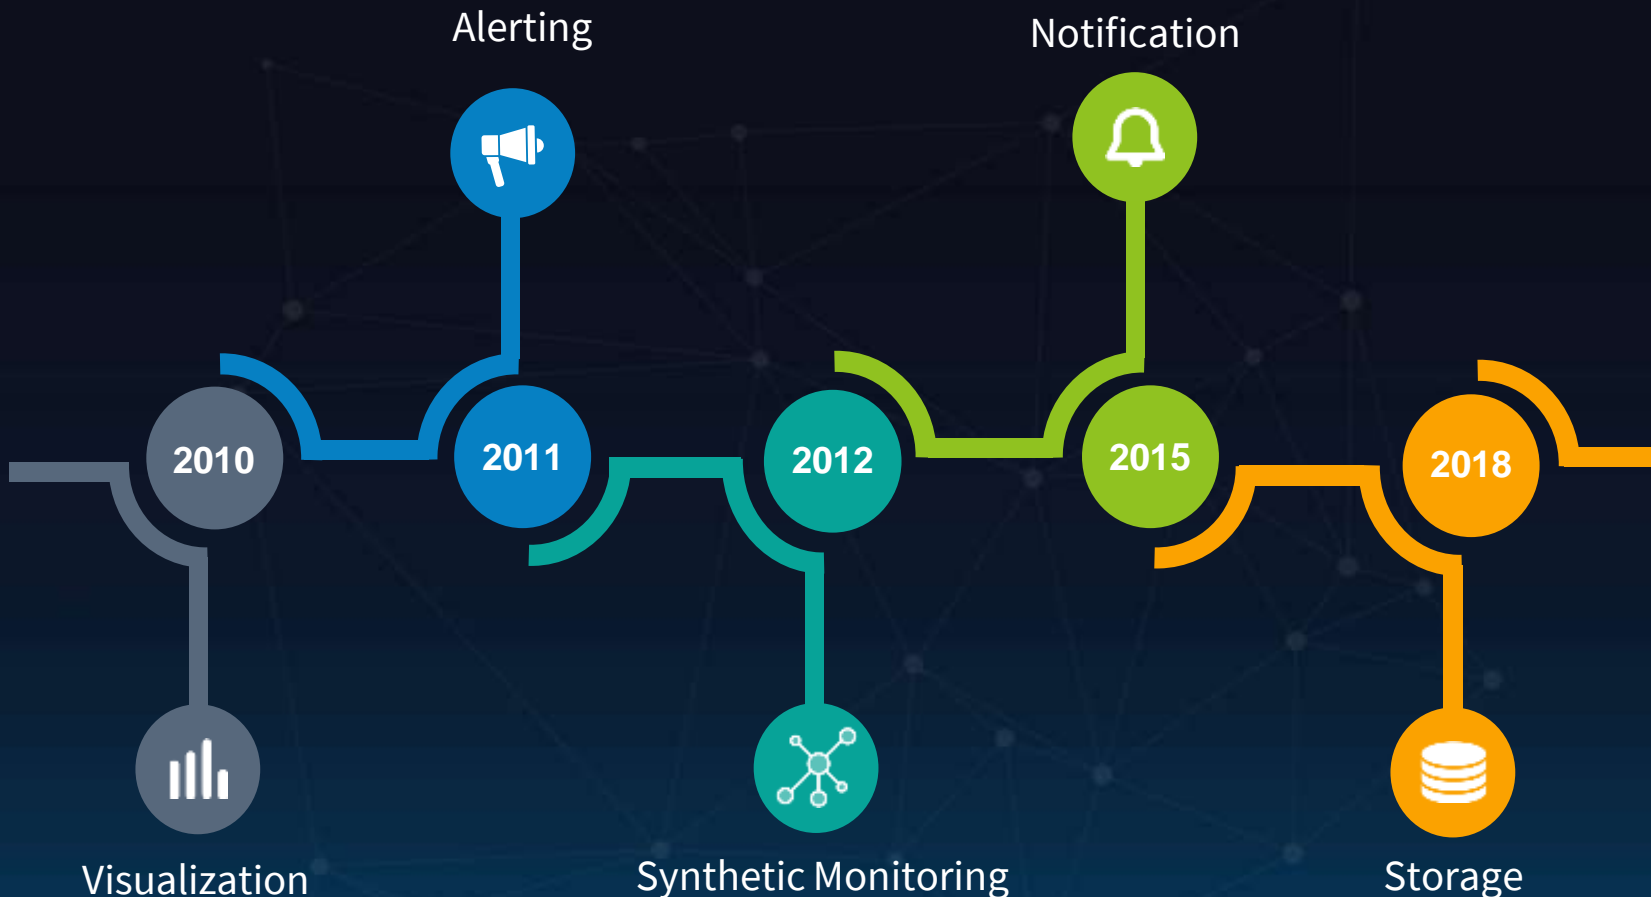 Alerting
Notification
2010
2011
2012
2015
2018
Visualization
Synthetic Monitoring
Storage